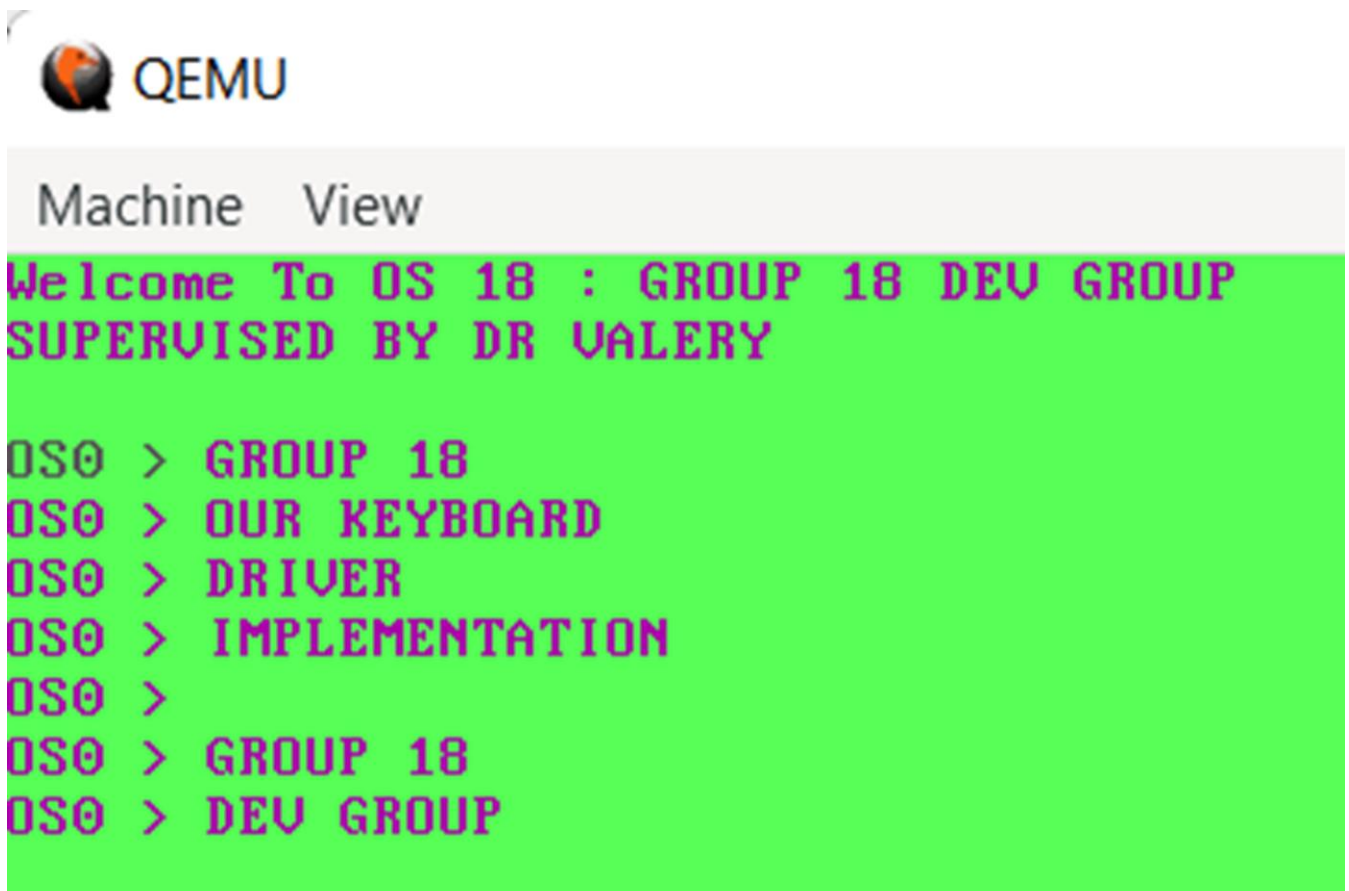 QEMU
Machine View
Welcome To OS 18 : GROUP 18 DEV GROUP
SUPERVISED BY DR VALERY
OS0 > GROUP 18
OS0 > OUR KEYBOARD
OS0 > DRIVER
OS0 > IMPLEMENTATION
OS0 >
OS0 > GROUP 18
OS0 > DEV GROUP